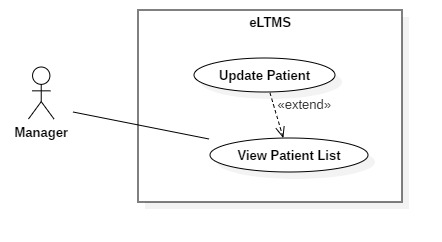 eLTMS
Update Patient
«extend»
Manager
View Patient List